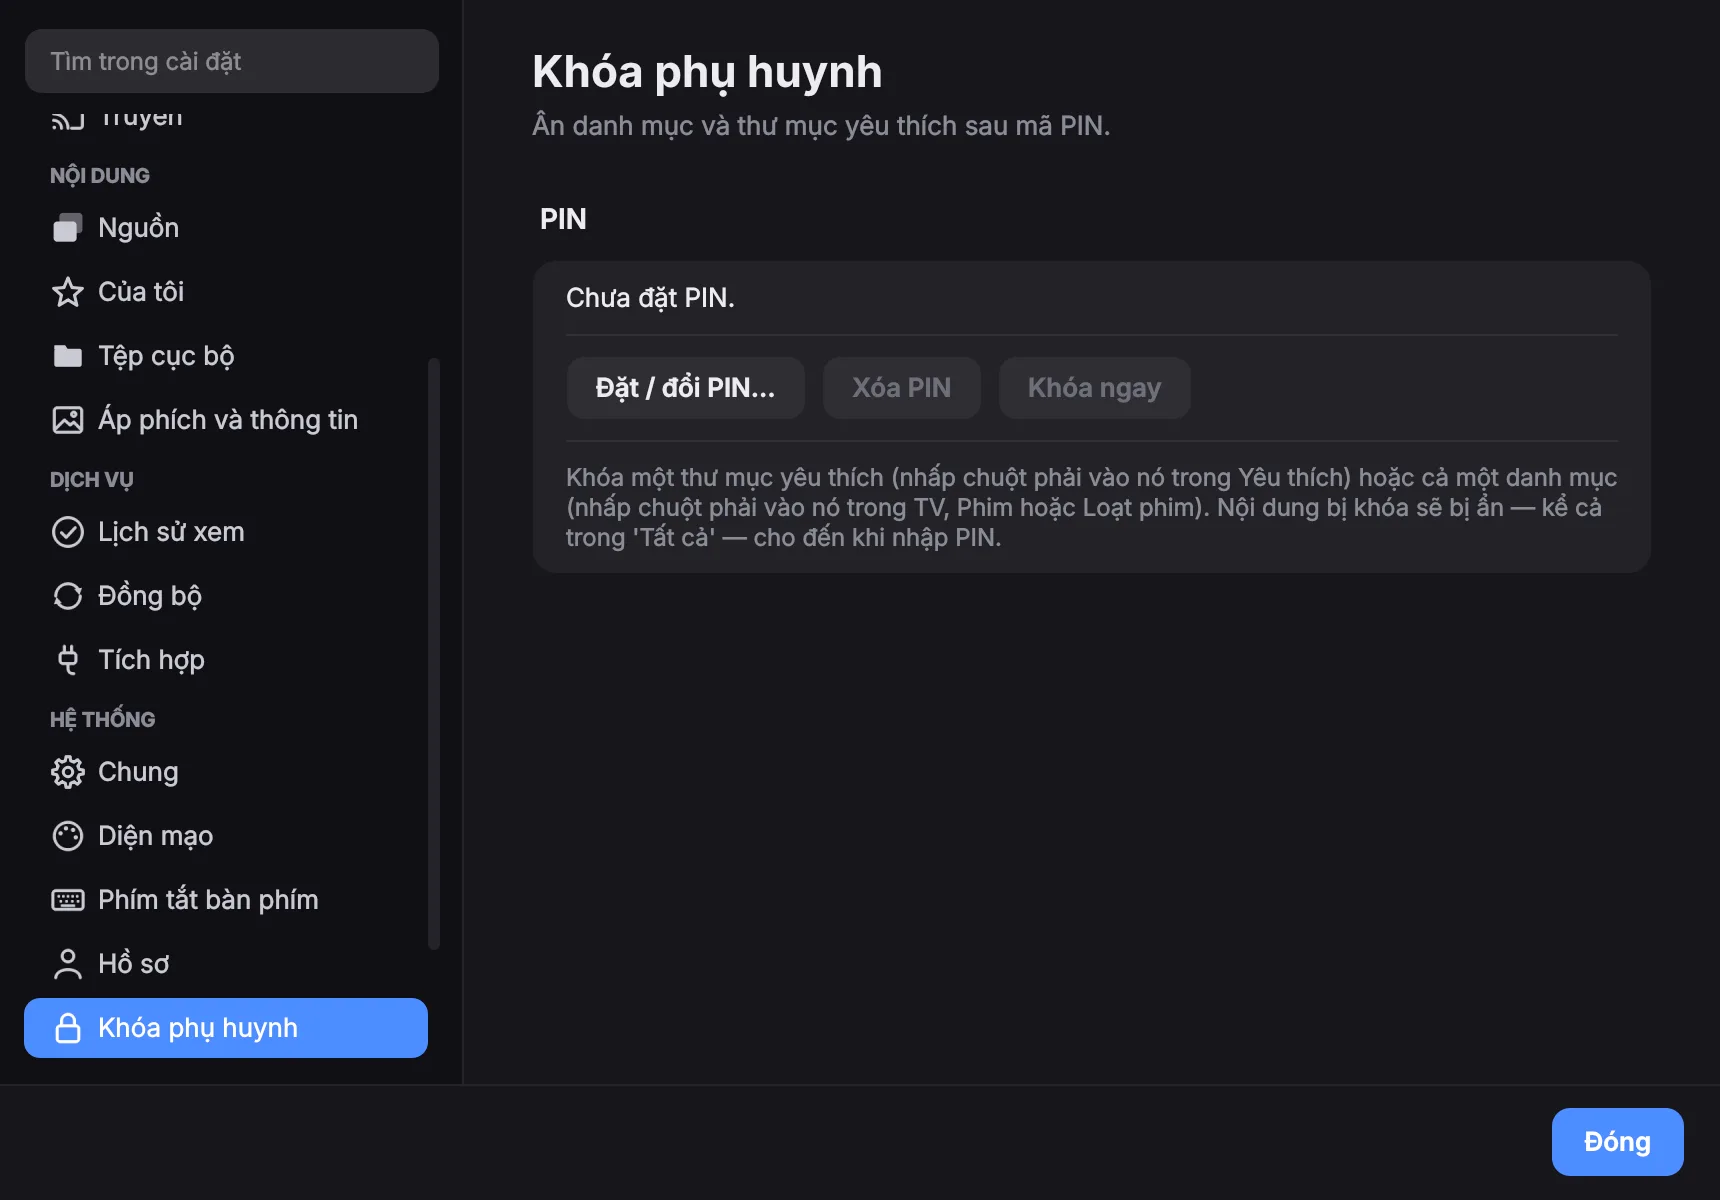 Tìm trong cài đặt
Truyền
NỘI DUNG
Nguồn
Của tôi
Tệp cục bộ
Áp phích và thông tin
DỊCH VỤ
Lịch sử xem
Đồng bộ
Tích hợp
HỆ THỐNG
Chung
Diện mạo
Phím tắt bàn phím
Hồ sơ
Khóa phụ huynh
Khóa phụ huynh
Ẩn danh mục và thư mục yêu thích sau mã PIN.
PIN
Chưa đặt PIN.
Đặt / đổi PIN...
Xóa PIN
Khóa ngay
Khóa một thư mục yêu thích (nhấp chuột phải vào nó trong Yêu thích) hoặc cả một danh mục
(nhấp chuột phải vào nó trong TV, Phim hoặc Loạt phim). Nội dung bị khóa sẽ bị ẩn — kể cả
trong 'Tất cả' — cho đến khi nhập PIN.
Đóng